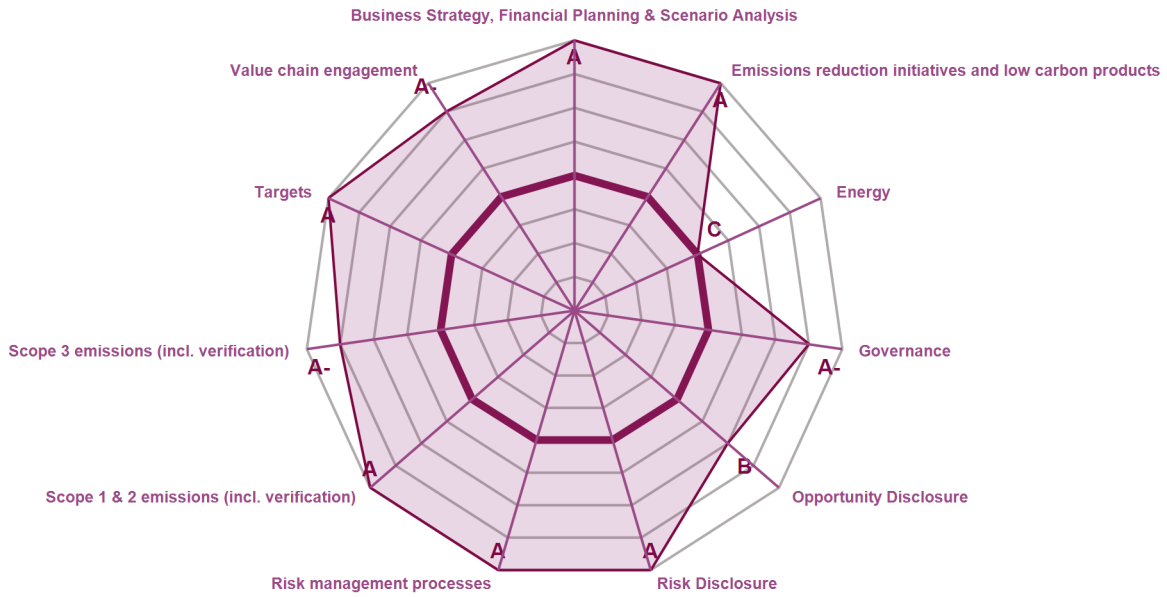 Business Strategy, Financial Planning & Scenario Analysis
A
Value chain engagement
A-
Emissions reduction initiatives and low carbon products
A
Targets
A
Energy
C
Scope 3 emissions (incl. verification)
A-
Governance
A-
Scope 1 & 2 emissions (incl. verification)
A
Opportunity Disclosure
B
Risk management processes
A
Risk Disclosure
A